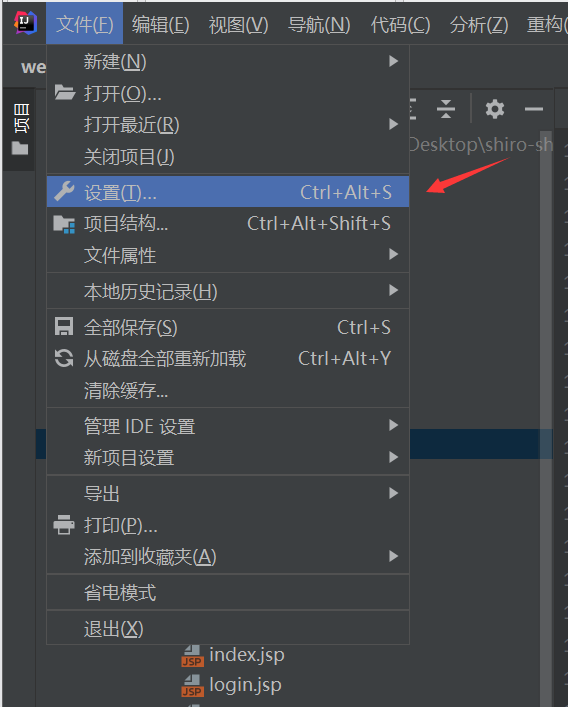 文件(F) 编辑(E) 视图(V) 导航(N) 代码(C) 分析(Z) 重构(
we
新建(N)
项目
打开(O)...
打开最近(R)
Desktop\shiro-sh
关闭项目(J)
设置(T)... Ctrl+Alt+S
项目结构... Ctrl+Alt+Shift+S
文件属性
本地历史记录(H)
全部保存(S) Ctrl+S
从磁盘全部重新加载 Ctrl+Alt+Y
清除缓存...
管理 IDE 设置
新项目设置
导出
打印(P)...
添加到收藏夹(A)
省电模式
退出(X)
JSP index.jsp
JSP login.jsp